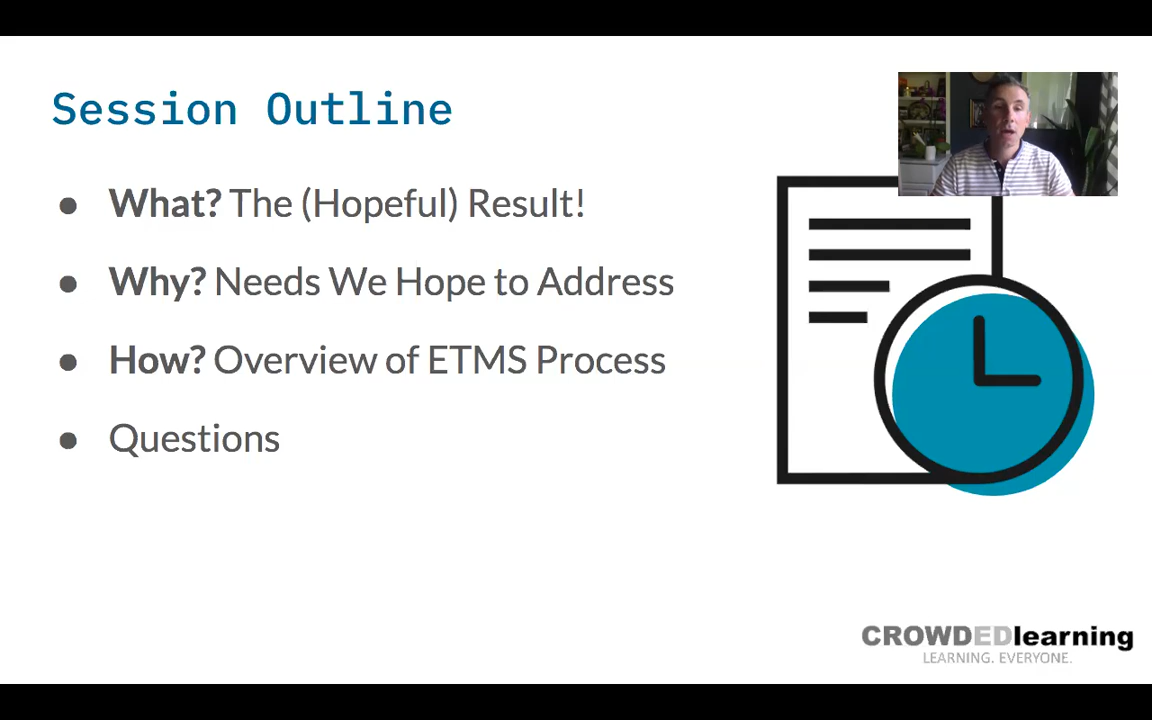 Session Outline
● What? The (Hopeful) Result!
● Why? Needs We Hope to Address
● How? Overview of ETMS Process
● Questions
CROWDEDlearning
LEARNING. EVERYONE.